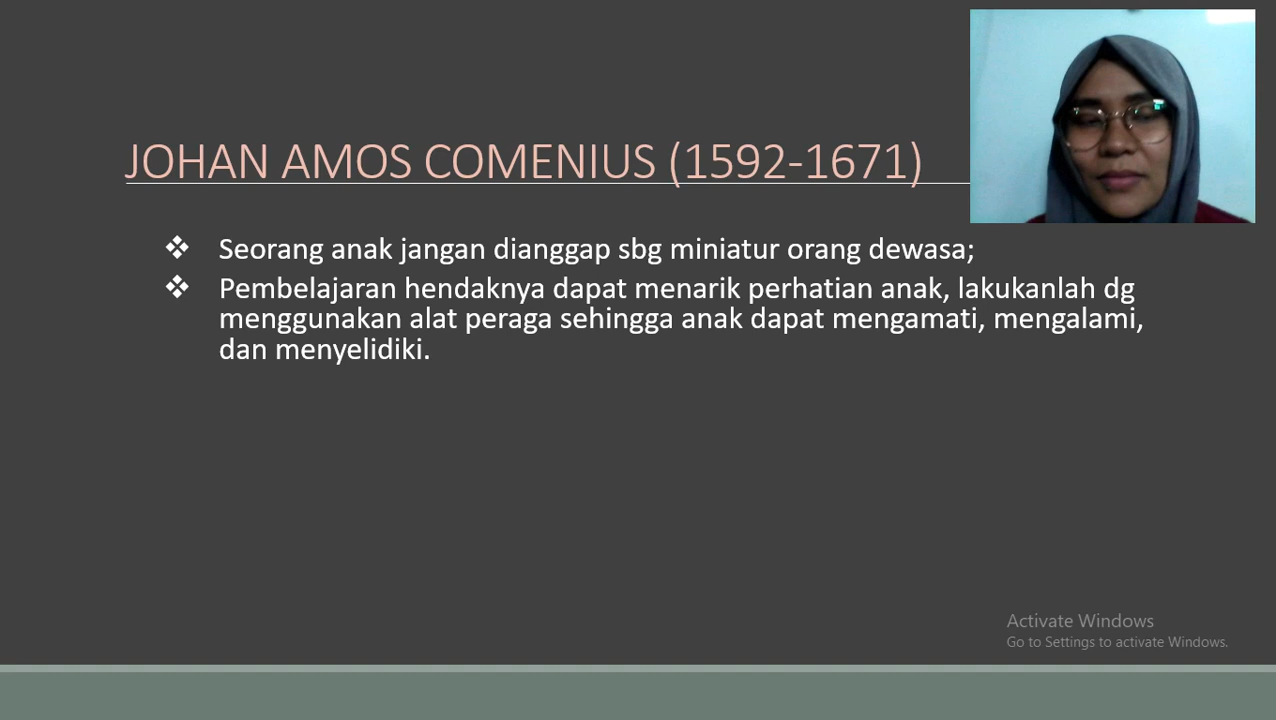 JOHAN AMOS COMENIUS (1592-1671)
❖ Seorang anak jangan dianggap sbg miniatur orang dewasa;
❖ Pembelajaran hendaknya dapat menarik perhatian anak, lakukanlah dg
menggunakan alat peraga sehingga anak dapat mengamati, mengalami,
dan menyelidiki.
Activate Windows
Go to Settings to activate Windows.